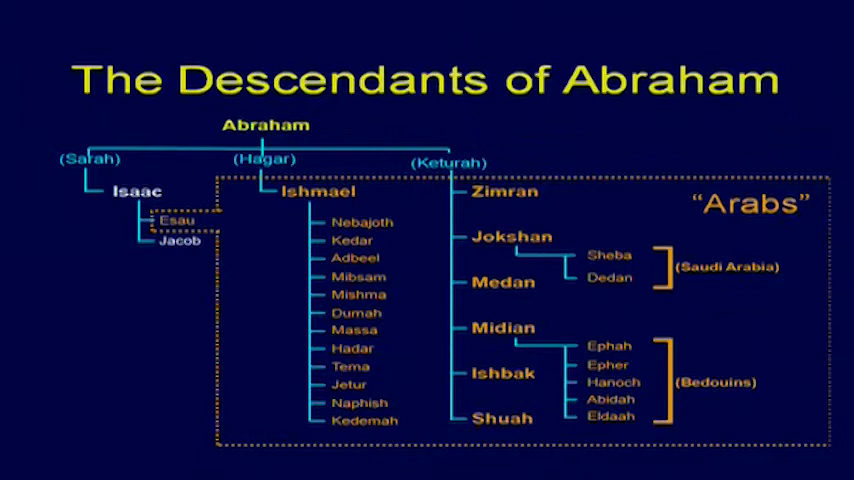 The Descendants of Abraham
Abraham
(Sarah)
(Hagar)
(Keturah)
Isaac
Esau
Jacob
Ishmael
Nebajoth
Kedar
Adbeel
Mibsam
Mishma
Dumah
Massa
Hadar
Tema
Jetur
Naphish
Kedemah
Zimran
Jokshan
Sheba
Dedan
(Saudi Arabia)
Medan
Midian
Ephah
Epher
Hanoch
Abidah
Eldaah
(Bedouins)
Ishbak
Shuah
“Arabs”